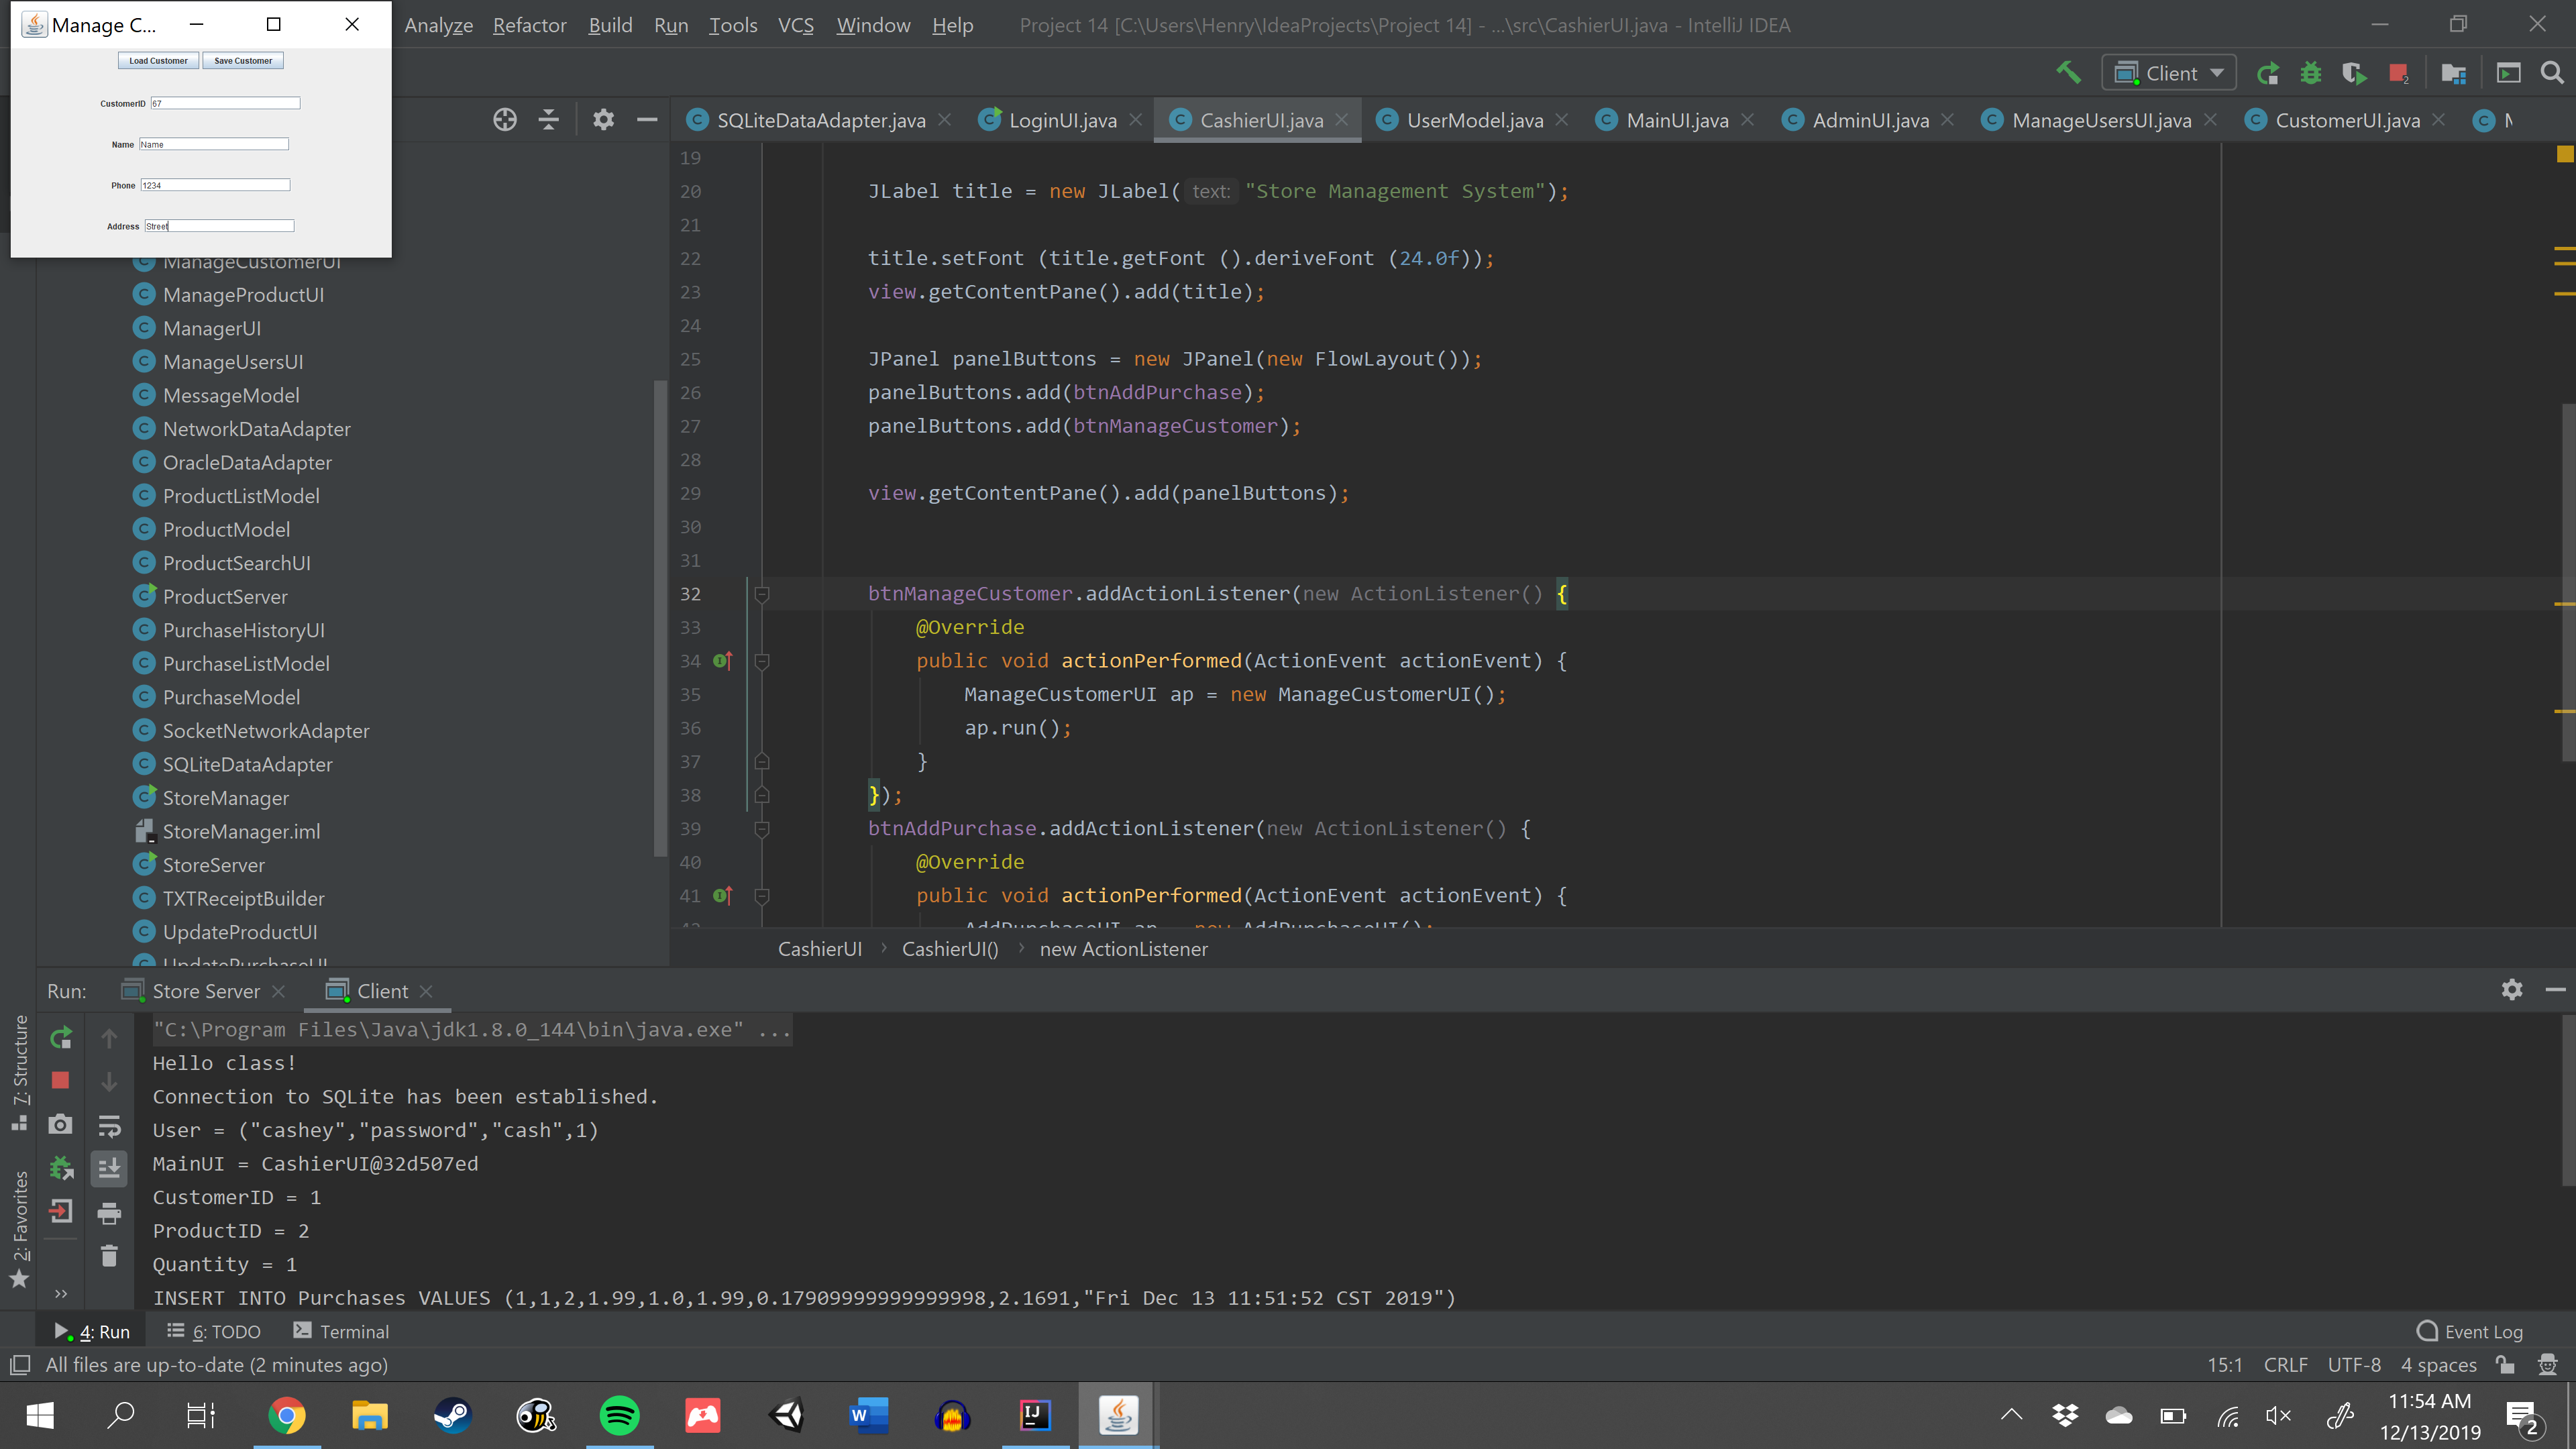 Manage C...
Analyze Refactor Build Run Tools VCS Window Help Project 14 [C:\Users\Henry\IdeaProjects\Project 14] - ...\src\CashierUI.java - IntelliJ IDEA
Load Customer Save Customer
CustomerID 67
Name Name
Phone 1234
Address Street
Client
2
SQLiteDataAdapter.java LoginUI.java CashierUI.java UserModel.java MainUI.java AdminUI.java ManageUsersUI.java CustomerUI.java
ManageCustomerUI
ManageProductUI
ManagerUI
ManageUsersUI
MessageModel
NetworkDataAdapter
OracleDataAdapter
ProductListModel
ProductModel
ProductSearchUI
ProductServer
PurchaseHistoryUI
PurchaseListModel
PurchaseModel
SocketNetworkAdapter
SQLiteDataAdapter
StoreManager
StoreManager.iml
StoreServer
TXTReceiptBuilder
UpdateProductUI
UpdatePurchaseUI
19
20 JLabel title = new JLabel( text: "Store Management System");
21
22 title.setFont (title.getFont ().deriveFont (24.0f));
23 view.getContentPane().add(title);
24
25 JPanel panelButtons = new JPanel(new FlowLayout());
26 panelButtons.add(btnAddPurchase);
27 panelButtons.add(btnManageCustomer);
28
29 view.getContentPane().add(panelButtons);
30
31
32 btnManageCustomer.addActionListener(new ActionListener() {
33 @Override
34 public void actionPerformed(ActionEvent actionEvent) {
35 ManageCustomerUI ap = new ManageCustomerUI();
36 ap.run();
37 }
38 });
39 btnAddPurchase.addActionListener(new ActionListener() {
40 @Override
41 public void actionPerformed(ActionEvent actionEvent) {
42 AddPurchaseUI ap = new AddPurchaseUI();
CashierUI CashierUI() new ActionListener
Run: Store Server Client
"C:\Program Files\Java\jdk1.8.0_144\bin\java.exe" ...
Hello class!
Connection to SQLite has been established.
User = ("cashey","password","cash",1)
MainUI = CashierUI@32d507ed
CustomerID = 1
ProductID = 2
Quantity = 1
INSERT INTO Purchases VALUES (1,1,2,1.99,1.0,1.99,0.17909999999999998,2.1691,"Fri Dec 13 11:51:52 CST 2019")
7: Structure
2: Favorites
4: Run 6: TODO Terminal Event Log
All files are up-to-date (2 minutes ago) 15:1 CRLF UTF-8 4 spaces
11:54 AM
12/13/2019
2